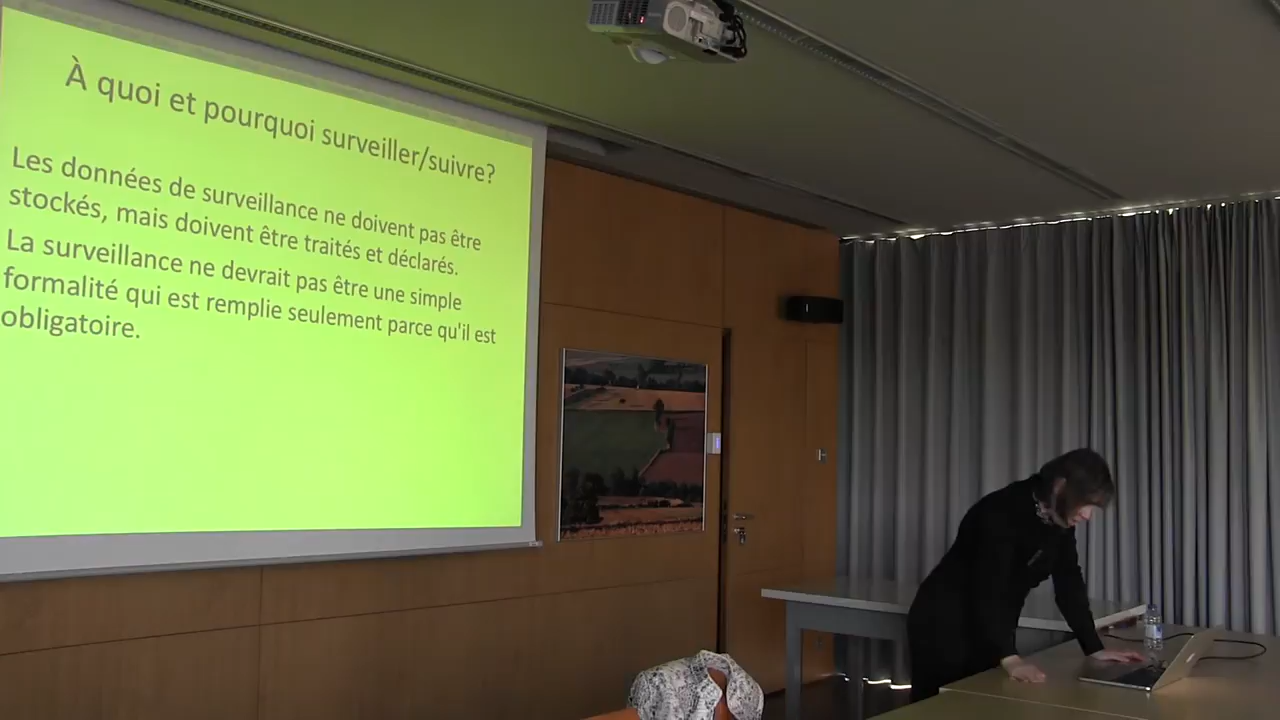 À quoi et pourquoi surveiller/suivre?
Les données de surveillance ne doivent pas être
stockés, mais doivent être traités et déclarés.
La surveillance ne devrait pas être une simple
formalité qui est remplie seulement parce qu'il est
obligatoire.